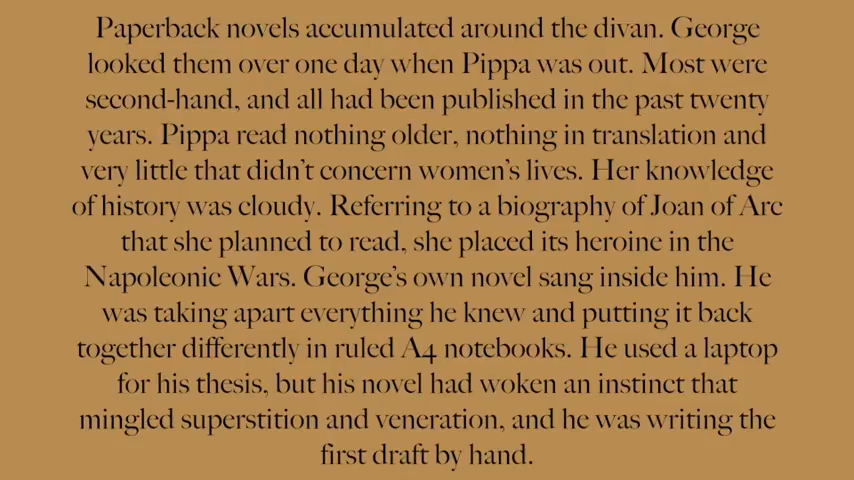 Paperback novels accumulated around the divan. George
looked them over one day when Pippa was out. Most were
second-hand, and all had been published in the past twenty
years. Pippa read nothing older, nothing in translation and
very little that didn’t concern women’s lives. Her knowledge
of history was cloudy. Referring to a biography of Joan of Arc
that she planned to read, she placed its heroine in the
Napoleonic Wars. George’s own novel sang inside him. He
was taking apart everything he knew and putting it back
together differently in ruled A4 notebooks. He used a laptop
for his thesis, but his novel had woken an instinct that
mingled superstition and veneration, and he was writing the
first draft by hand.